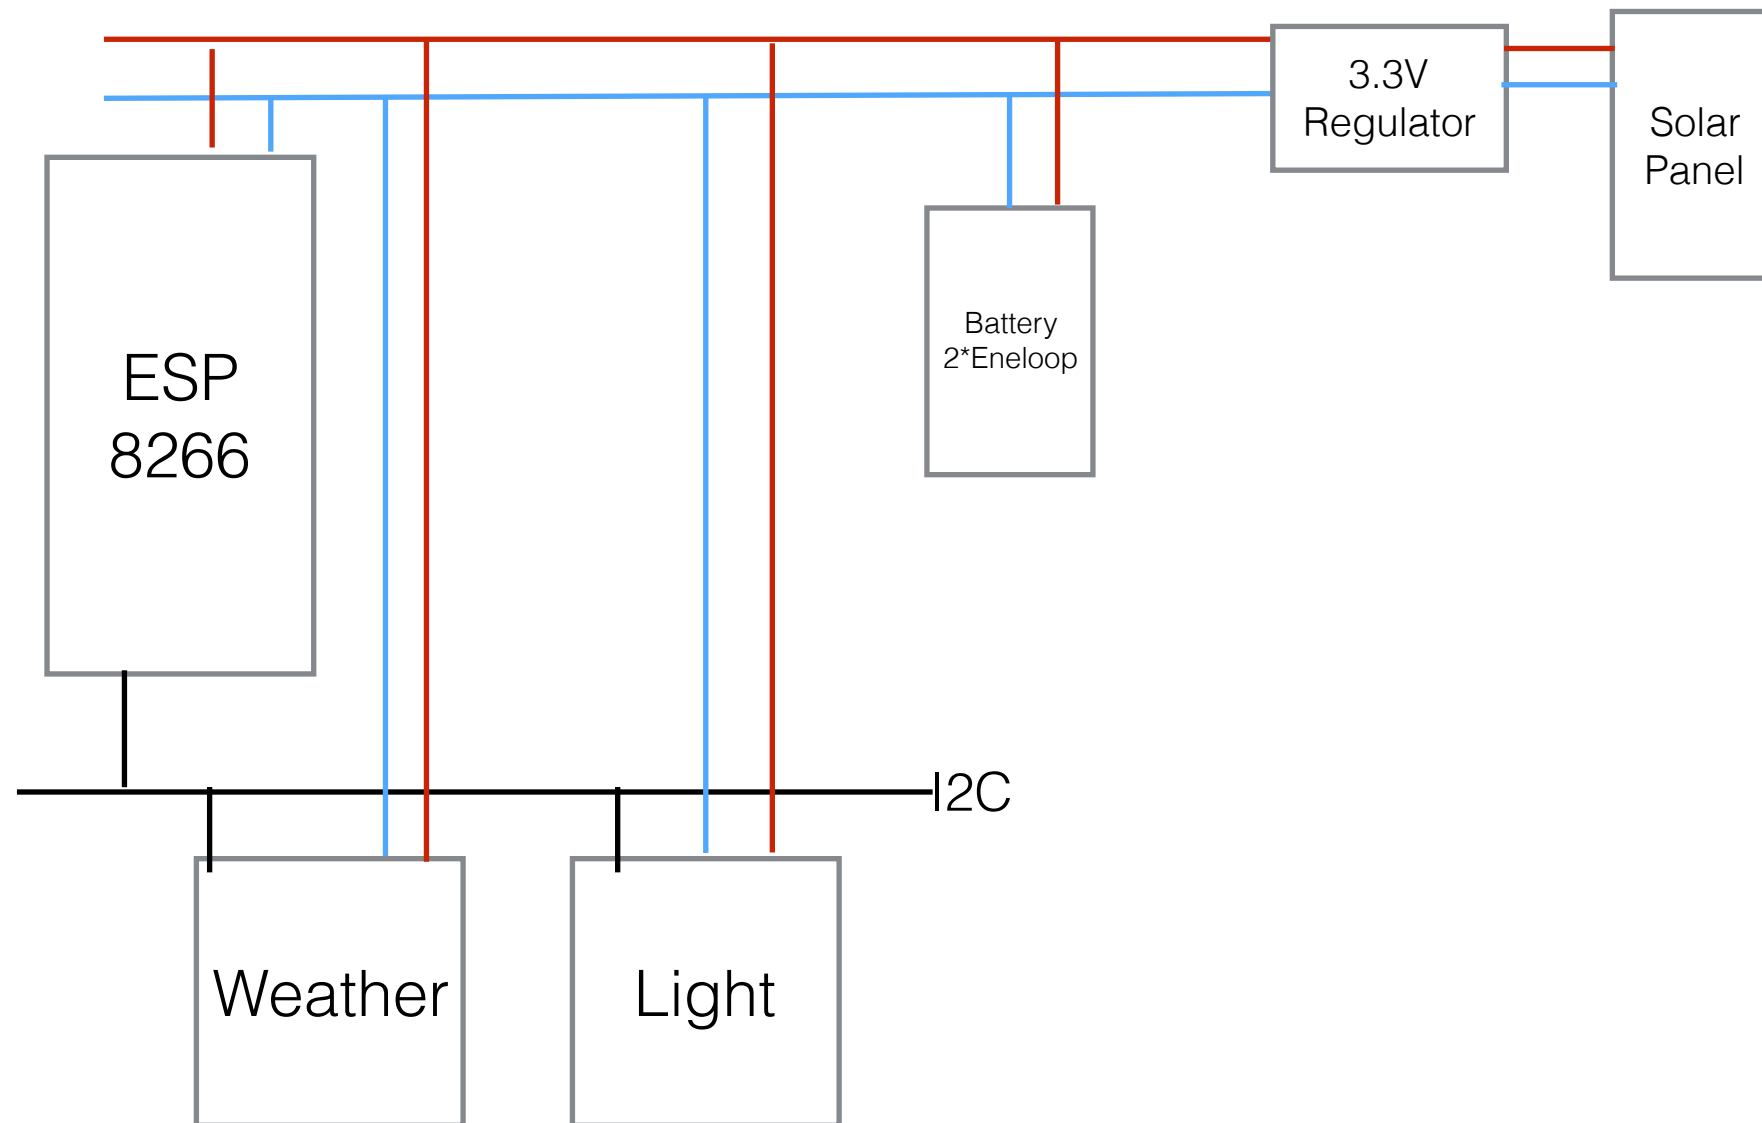 3.3V
Regulator
Solar
Panel
Battery
2*Eneloop
ESP
8266
I2C
Weather
Light